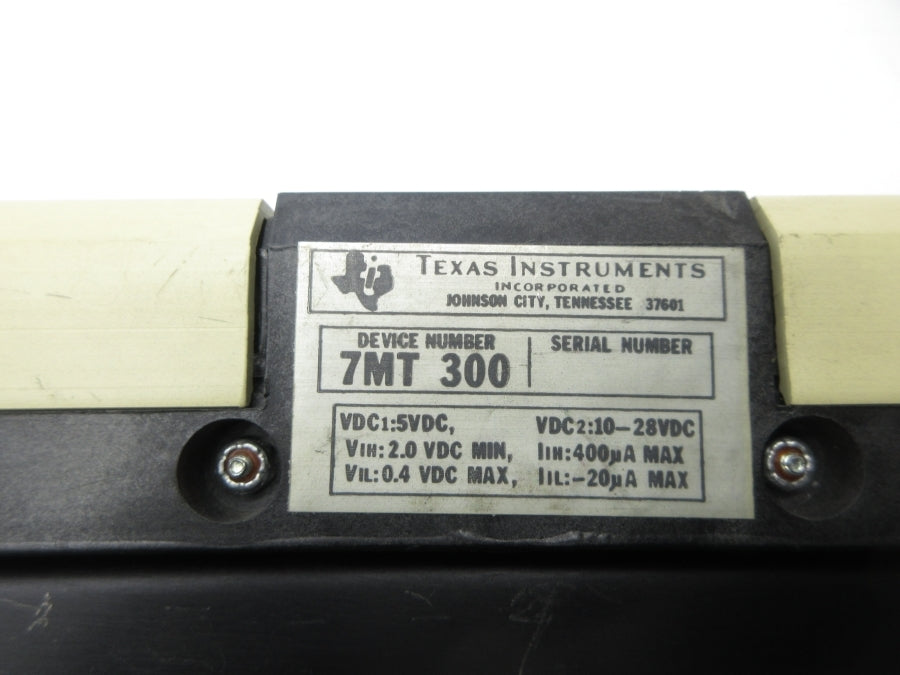 TEXAS INSTRUMENTS
INCORPORATED
JOHNSON CITY, TENNESSEE 37601
DEVICE NUMBER
7MT 300
SERIAL NUMBER
VDC1:5VDC, VDC2:10–28VDC
VIH: 2.0 VDC MIN, IIH:400µA MAX
VIL: 0.4 VDC MAX, IIL:-20µA MAX